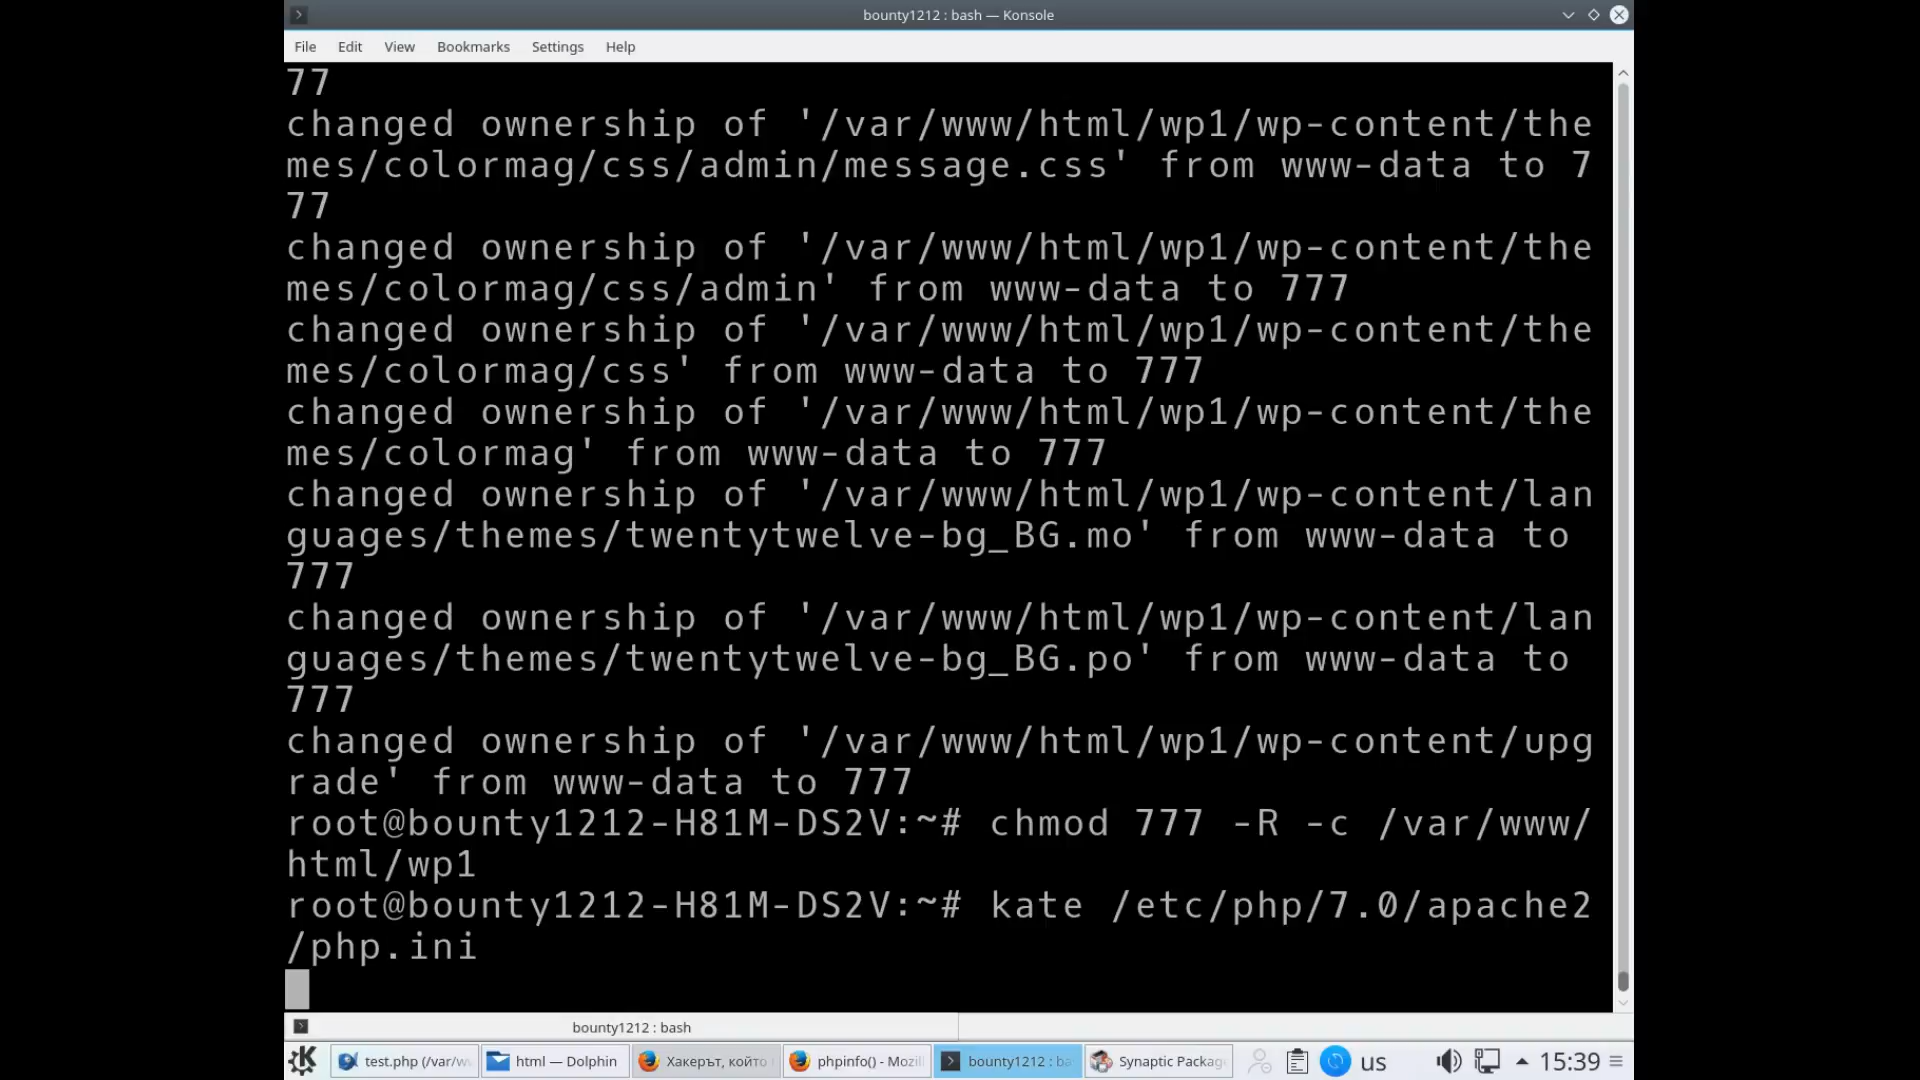 bounty1212 : bash — Konsole
File Edit View Bookmarks Settings Help
77
changed ownership of '/var/www/html/wp1/wp-content/the
mes/colormag/css/admin/message.css' from www-data to 7
77
changed ownership of '/var/www/html/wp1/wp-content/the
mes/colormag/css/admin' from www-data to 777
changed ownership of '/var/www/html/wp1/wp-content/the
mes/colormag/css' from www-data to 777
changed ownership of '/var/www/html/wp1/wp-content/the
mes/colormag' from www-data to 777
changed ownership of '/var/www/html/wp1/wp-content/lan
guages/themes/twentytwelve-bg_BG.mo' from www-data to
777
changed ownership of '/var/www/html/wp1/wp-content/lan
guages/themes/twentytwelve-bg_BG.po' from www-data to
777
changed ownership of '/var/www/html/wp1/wp-content/upg
rade' from www-data to 777
root@bounty1212-H81M-DS2V:~# chmod 777 -R -c /var/www/
html/wp1
root@bounty1212-H81M-DS2V:~# kate /etc/php/7.0/apache2
/php.ini
bounty1212 : bash
test.php (/var/w html — Dolphin Хакерът, който phpinfo() - Mozil bounty1212 : ba Synaptic Packag us 15:39